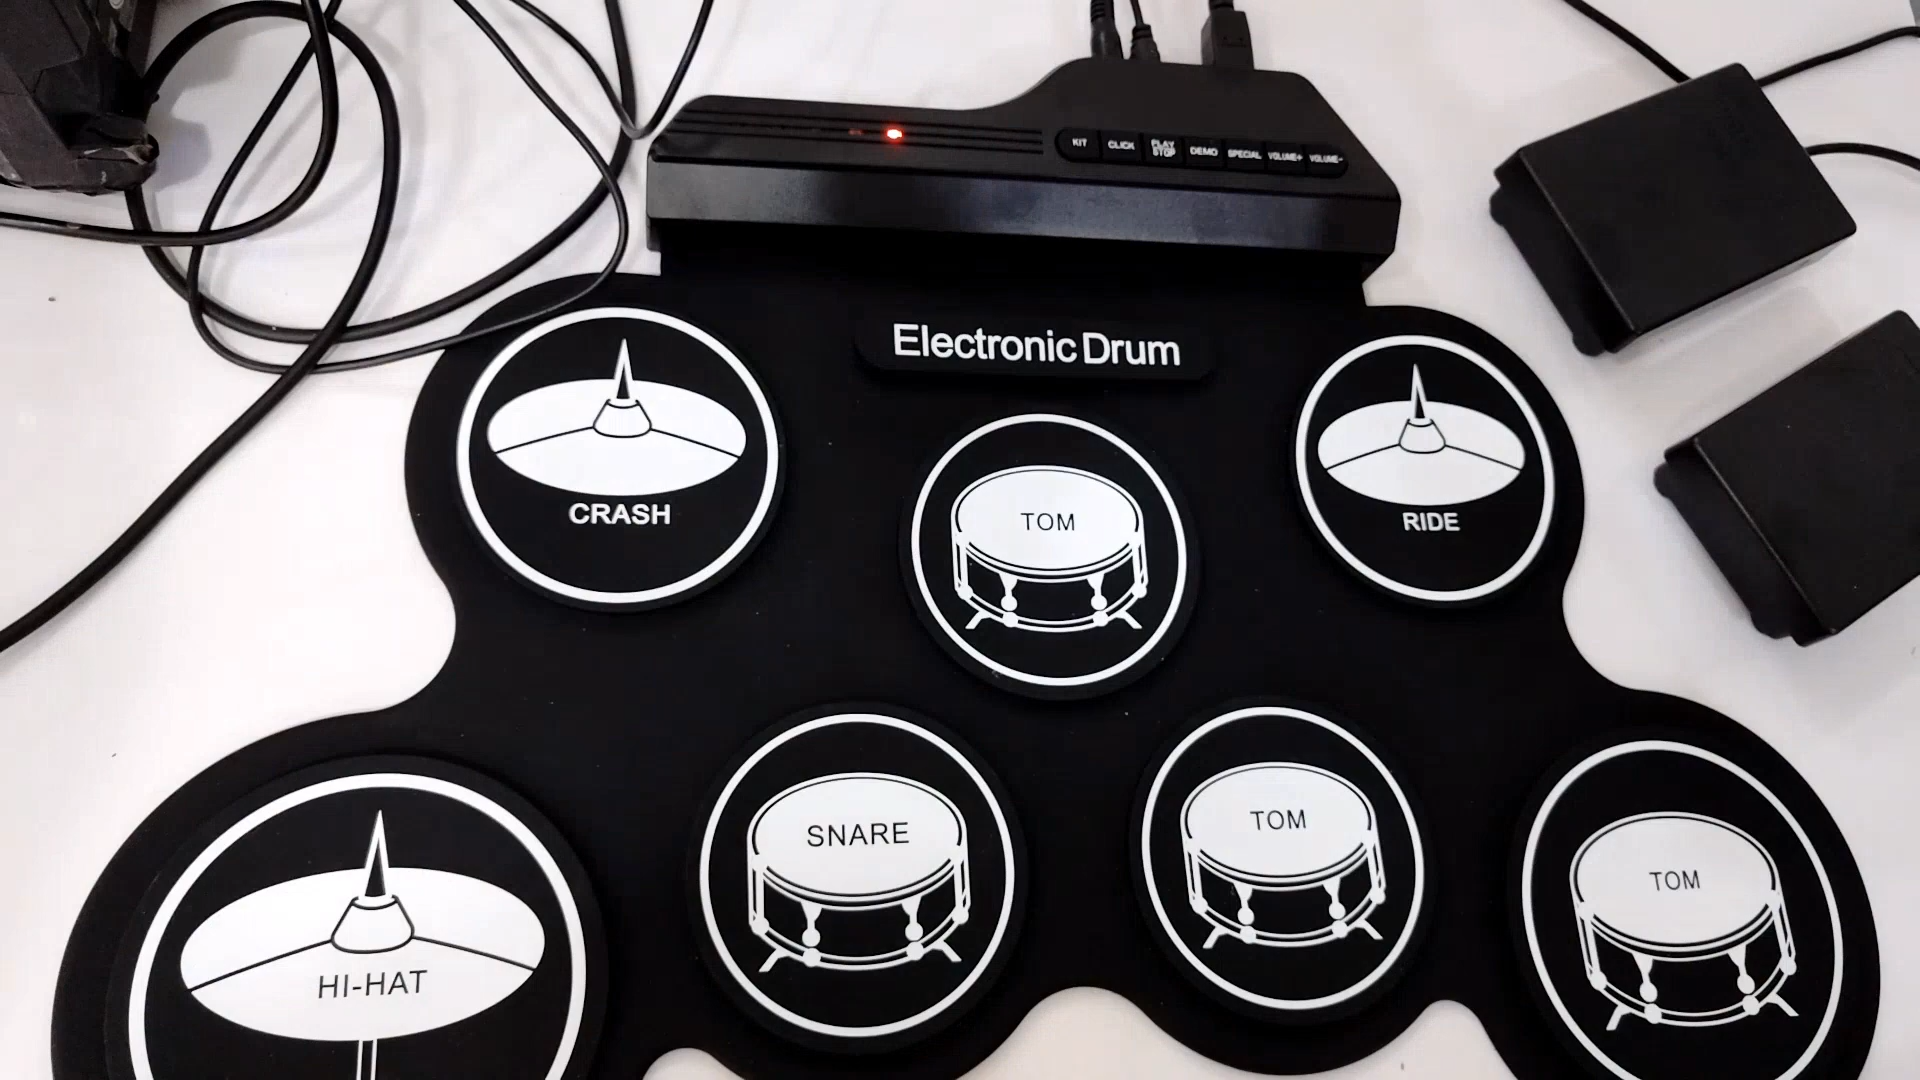 KIT
CLICK
PLAY
STOP
DEMO
SPECIAL
VOLUME+
VOLUME-
Electronic Drum
CRASH
TOM
RIDE
HI-HAT
SNARE
TOM
TOM